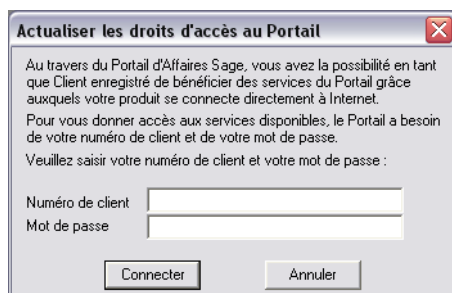 Actualiser les droits d'accès au Portail
Au travers du Portail d'Affaires Sage, vous avez la possibilité en tant
que Client enregistré de bénéficier des services du Portail grâce
auxquels votre produit se connecte directement à Internet.
Pour vous donner accès aux services disponibles, le Portail a besoin
de votre numéro de client et de votre mot de passe.
Veuillez saisir votre numéro de client et votre mot de passe :
Numéro de client
Mot de passe
Connecter Annuler